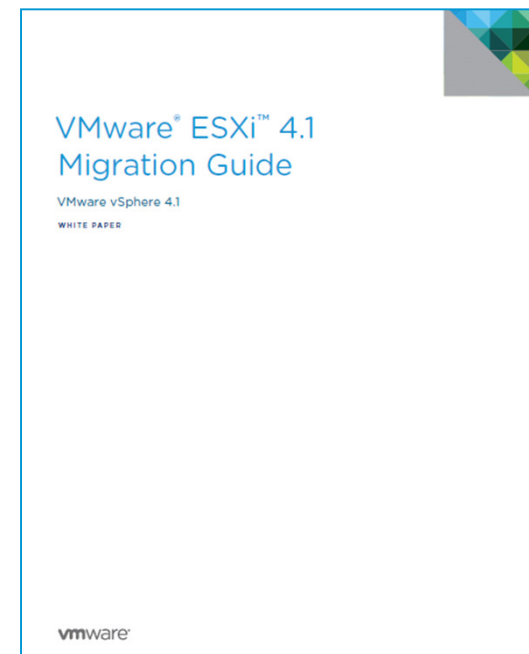 VMware® ESXi™ 4.1
Migration Guide
VMware vSphere 4.1
WHITE PAPER
vmware®